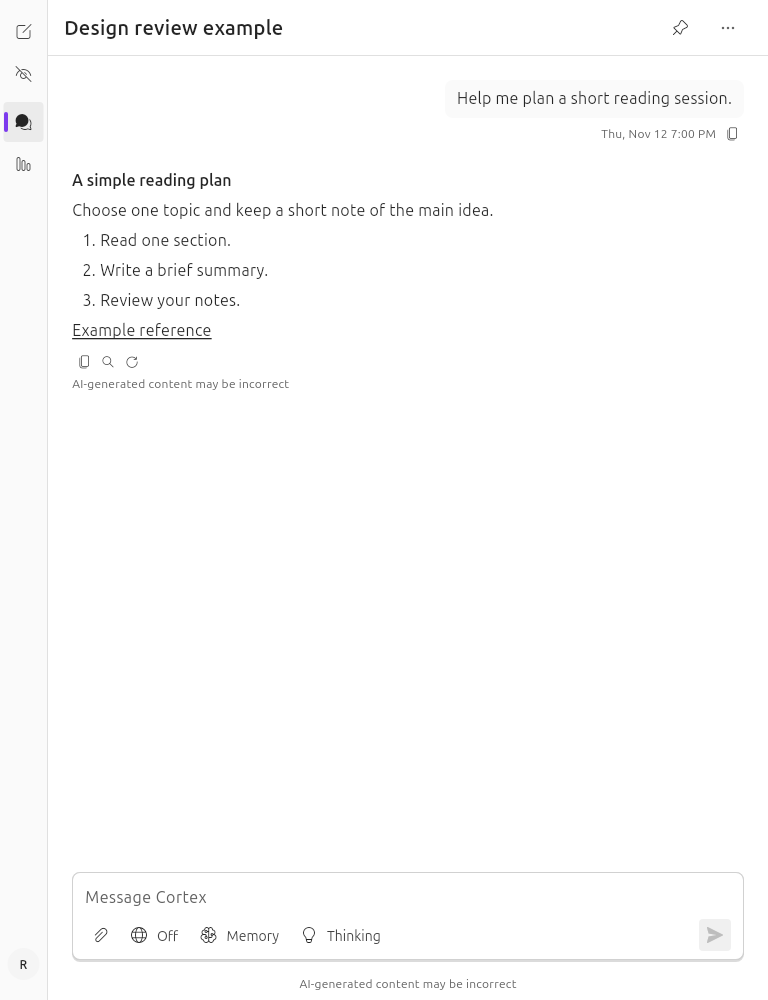 Design review example
Help me plan a short reading session.
Thu, Nov 12 7:00 PM
A simple reading plan
Choose one topic and keep a short note of the main idea.
1. Read one section.
2. Write a brief summary.
3. Review your notes.
Example reference
AI-generated content may be incorrect
Message Cortex
Off Memory Thinking
R
AI-generated content may be incorrect